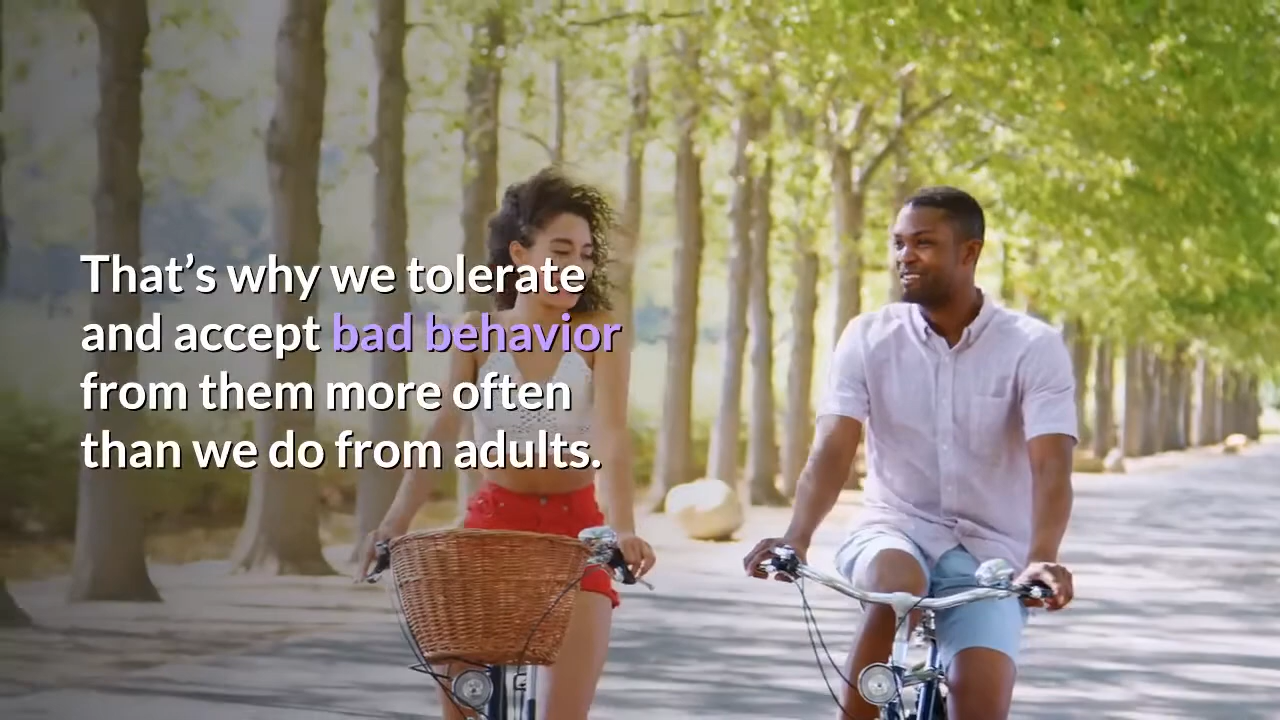 That’s why we tolerate
and accept bad behavior
from them more often
than we do from adults.